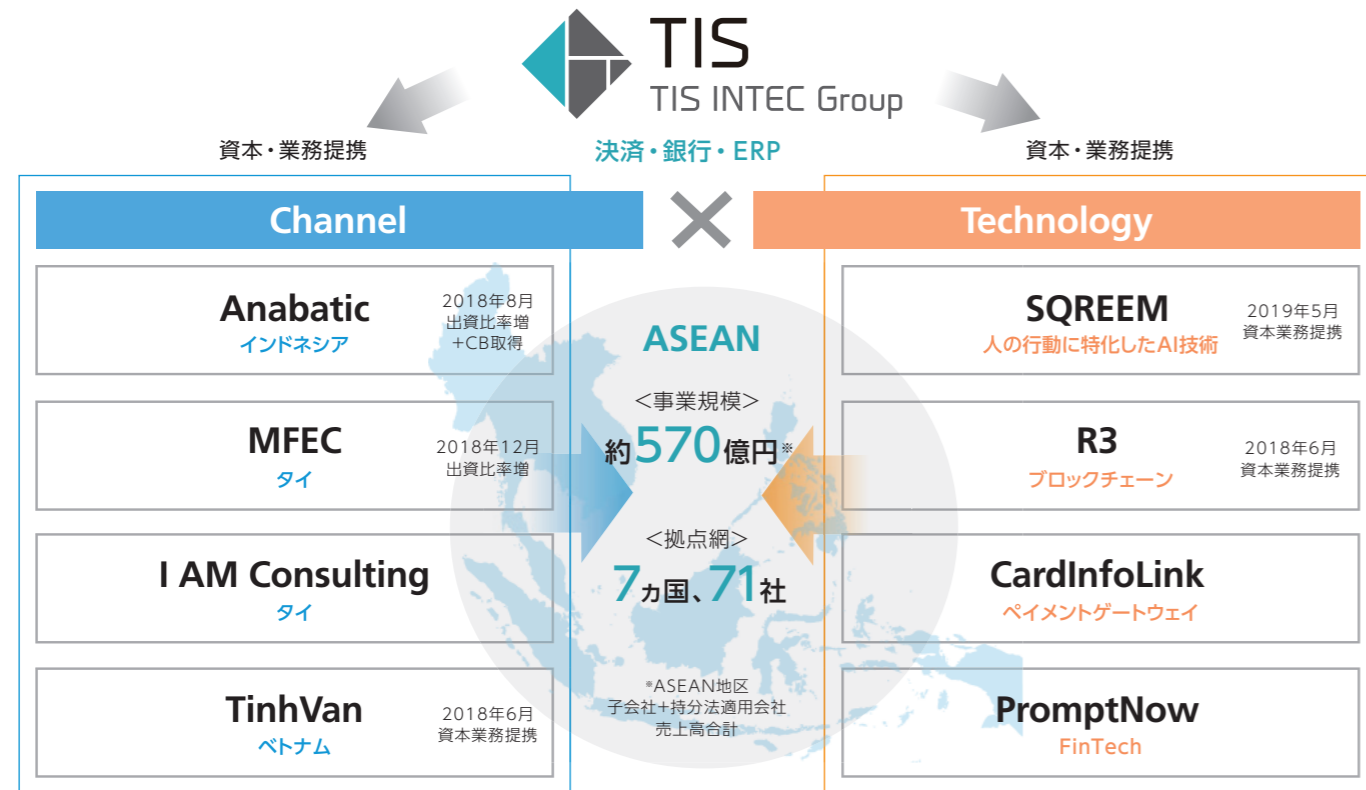 TIS
TIS INTEC Group
資本・業務提携
決済・銀行・ERP
資本・業務提携
Channel
×
Technology
Anabatic
インドネシア
2018年8月
出資比率増
+CB取得
MFEC
タイ
2018年12月
出資比率増
I AM Consulting
タイ
TinhVan
ベトナム
2018年6月
資本業務提携
ASEAN
<事業規模>
約570億円※
<拠点網>
7ヵ国、71社
※ASEAN地区
子会社+持分法適用会社
売上高合計
SQREEM
人の行動に特化したAI技術
2019年5月
資本業務提携
R3
ブロックチェーン
2018年6月
資本業務提携
CardInfoLink
ペイメントゲートウェイ
PromptNow
FinTech